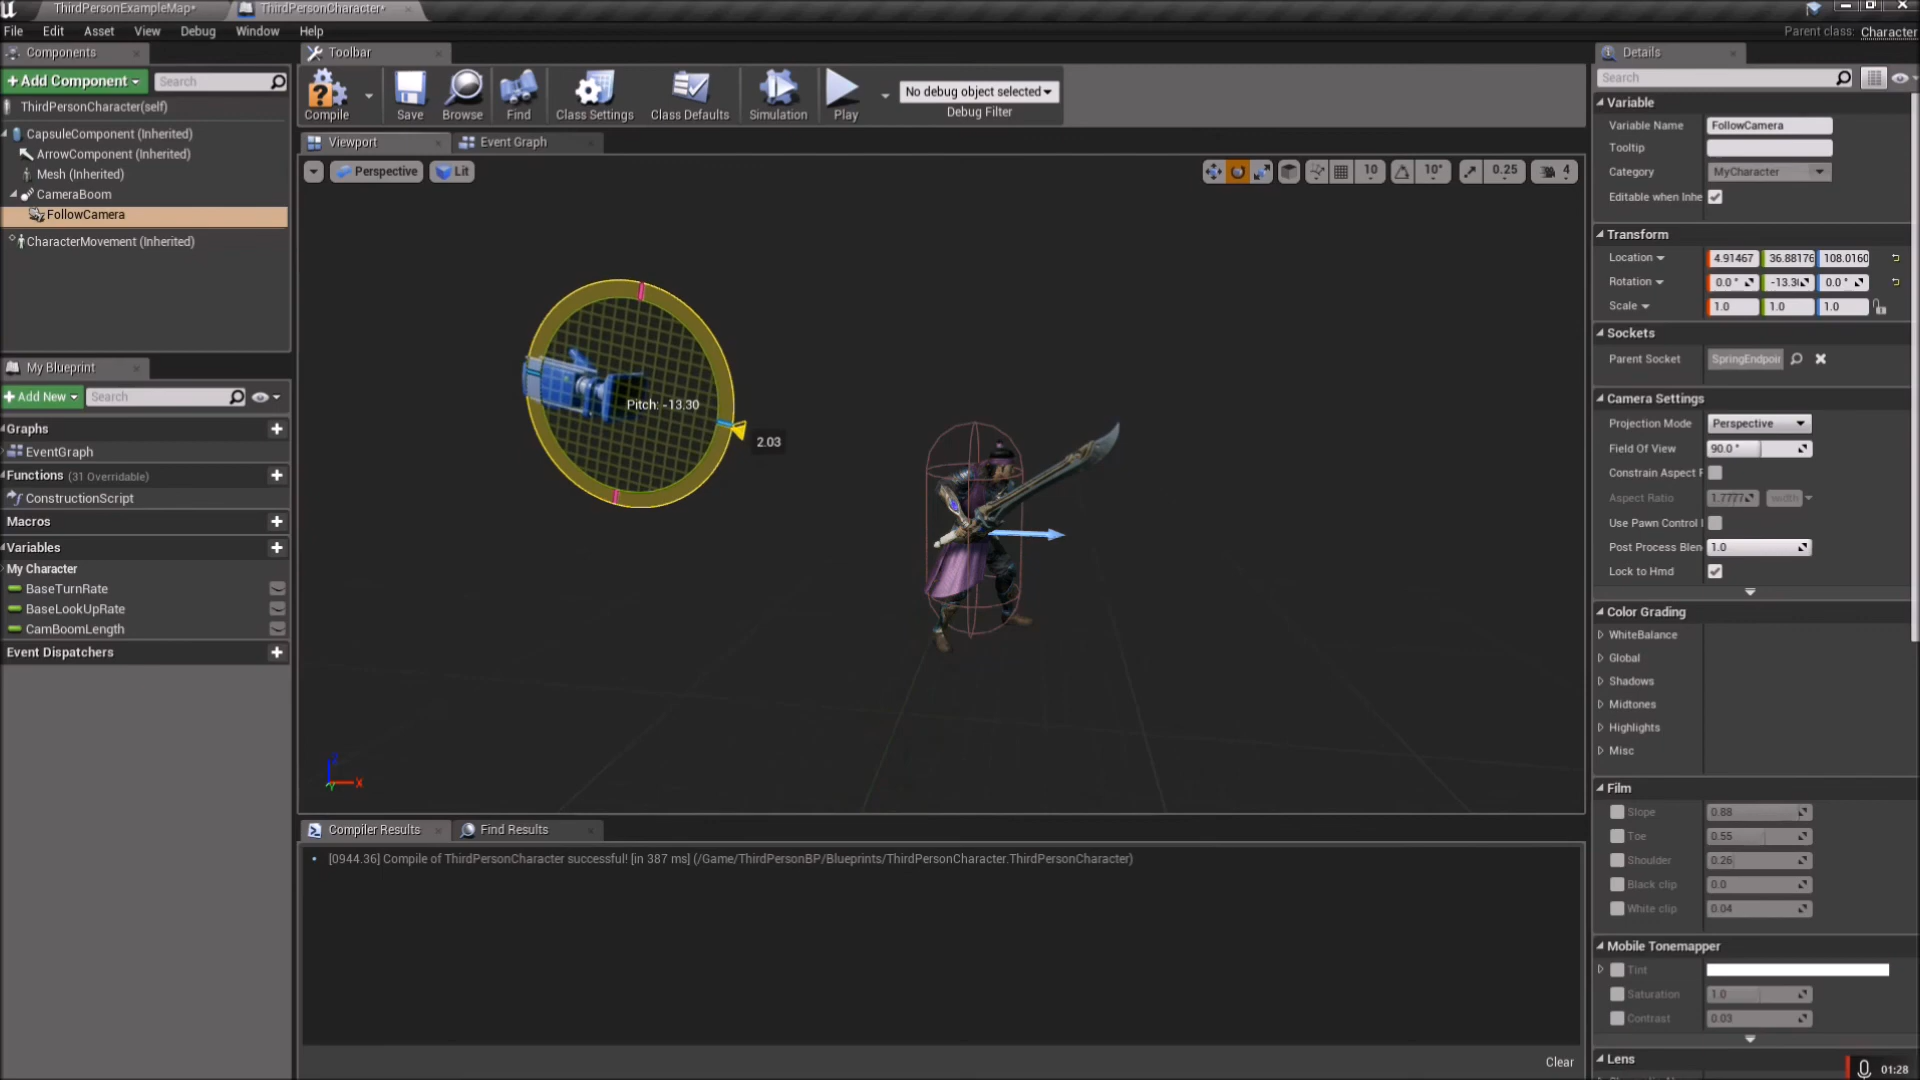 ThirdPersonExampleMap*
ThirdPersonCharacter*
File Edit Asset View Debug Window Help
Parent class: Character
Components
Toolbar
Details
+Add Component
Search
Compile Save Browse Find Class Settings Class Defaults Simulation Play
No debug object selected
Debug Filter
Search
ThirdPersonCharacter(self)
CapsuleComponent (Inherited)
ArrowComponent (Inherited)
Mesh (Inherited)
CameraBoom
FollowCamera
CharacterMovement (Inherited)
Viewport
Event Graph
Perspective
Lit
10
10°
0.25
4
Pitch: -13.30
2.03
Z
X
Y
My Blueprint
+Add New
Search
Graphs
EventGraph
Functions (31 Overridable)
ConstructionScript
Macros
Variables
My Character
BaseTurnRate
BaseLookUpRate
CamBoomLength
Event Dispatchers
Compiler Results
Find Results
[0944.36] Compile of ThirdPersonCharacter successful! [in 387 ms] (/Game/ThirdPersonBP/Blueprints/ThirdPersonCharacter.ThirdPersonCharacter)
Clear
Variable
Variable Name FollowCamera
Tooltip
Category MyCharacter
Editable when Inhe
Transform
Location 4.91467 36.88176 108.0160
Rotation 0.0° -13.3 0.0°
Scale 1.0 1.0 1.0
Sockets
Parent Socket SpringEndpoin
Camera Settings
Projection Mode Perspective
Field Of View 90.0°
Constrain Aspect F
Aspect Ratio 1.7777 width
Use Pawn Control
Post Process Blen 1.0
Lock to Hmd
Color Grading
WhiteBalance
Global
Shadows
Midtones
Highlights
Misc
Film
Slope 0.88
Toe 0.55
Shoulder 0.26
Black clip 0.0
White clip 0.04
Mobile Tonemapper
Tint
Saturation 1.0
Contrast 0.03
Lens
01:28